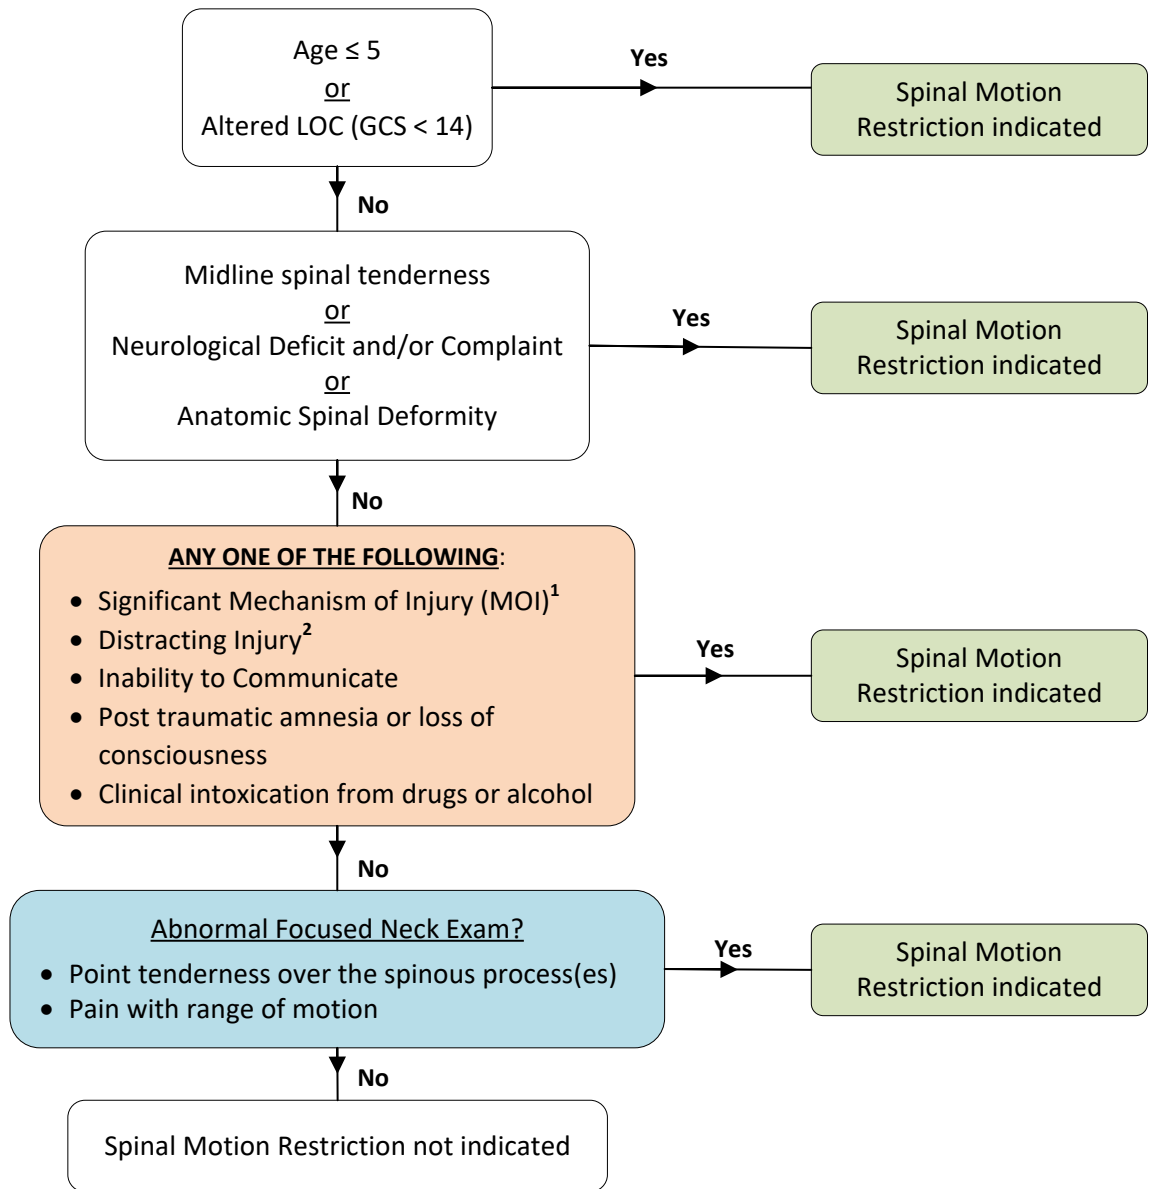 Age ≤ 5
or
Altered LOC (GCS < 14)
Yes
Spinal Motion
Restriction indicated
No
Midline spinal tenderness
or
Neurological Deficit and/or Complaint
or
Anatomic Spinal Deformity
Yes
Spinal Motion
Restriction indicated
No
ANY ONE OF THE FOLLOWING:
• Significant Mechanism of Injury (MOI)¹
• Distracting Injury²
• Inability to Communicate
• Post traumatic amnesia or loss of
consciousness
• Clinical intoxication from drugs or alcohol
Yes
Spinal Motion
Restriction indicated
No
Abnormal Focused Neck Exam?
• Point tenderness over the spinous process(es)
• Pain with range of motion
Yes
Spinal Motion
Restriction indicated
No
Spinal Motion Restriction not indicated